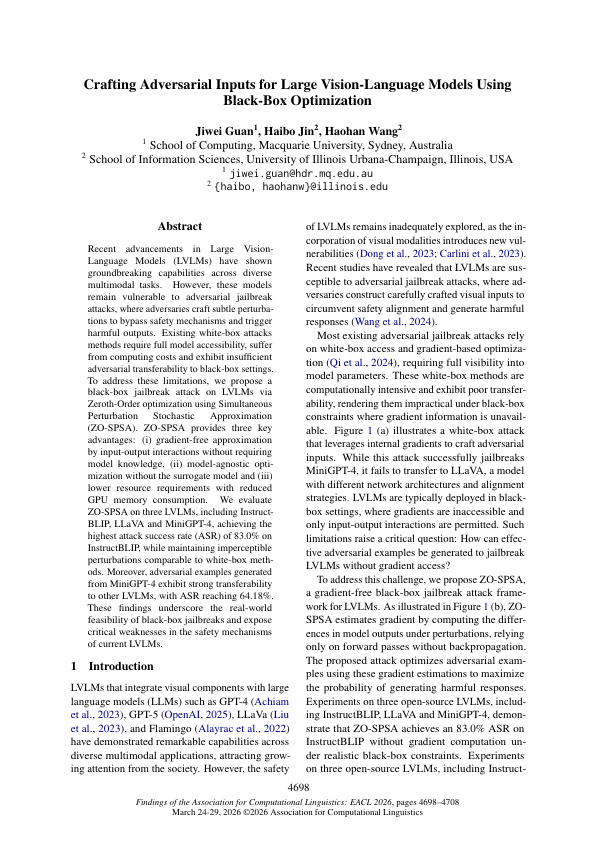 Crafting Adversarial Inputs for Large Vision-Language Models Using
Black-Box Optimization
Jiwei Guan1, Haibo Jin2, Haohan Wang2
1 School of Computing, Macquarie University, Sydney, Australia
2 School of Information Sciences, University of Illinois Urbana-Champaign, Illinois, USA
1 jiwei.guan@hdr.mq.edu.au
2 {haibo, haohanw}@illinois.edu
Abstract
Recent advancements in Large Vision-
Language Models (LVLMs) have shown
groundbreaking capabilities across diverse
multimodal tasks. However, these models
remain vulnerable to adversarial jailbreak
attacks, where adversaries craft subtle perturba-
tions to bypass safety mechanisms and trigger
harmful outputs. Existing white-box attacks
methods require full model accessibility, suffer
from computing costs and exhibit insufficient
adversarial transferability to black-box settings.
To address these limitations, we propose a
black-box jailbreak attack on LVLMs via
Zeroth-Order optimization using Simultaneous
Perturbation Stochastic Approximation
(ZO-SPSA). ZO-SPSA provides three key
advantages: (i) gradient-free approximation
by input-output interactions without requiring
model knowledge, (ii) model-agnostic opti-
mization without the surrogate model and (iii)
lower resource requirements with reduced
GPU memory consumption. We evaluate
ZO-SPSA on three LVLMs, including Instruct-
BLIP, LLaVA and MiniGPT-4, achieving the
highest attack success rate (ASR) of 83.0% on
InstructBLIP, while maintaining imperceptible
perturbations comparable to white-box meth-
ods. Moreover, adversarial examples generated
from MiniGPT-4 exhibit strong transferability
to other LVLMs, with ASR reaching 64.18%.
These findings underscore the real-world
feasibility of black-box jailbreaks and expose
critical weaknesses in the safety mechanisms
of current LVLMs.
1 Introduction
LVLMs that integrate visual components with large
language models (LLMs) such as GPT-4 (Achiam
et al., 2023), GPT-5 (OpenAI, 2025), LLaVa (Liu
et al., 2023), and Flamingo (Alayrac et al., 2022)
have demonstrated remarkable capabilities across
diverse multimodal applications, attracting grow-
ing attention from the society. However, the safety
of LVLMs remains inadequately explored, as the in-
corporation of visual modalities introduces new vul-
nerabilities (Dong et al., 2023; Carlini et al., 2023).
Recent studies have revealed that LVLMs are sus-
ceptible to adversarial jailbreak attacks, where ad-
versaries construct carefully crafted visual inputs to
circumvent safety alignment and generate harmful
responses (Wang et al., 2024).
Most existing adversarial jailbreak attacks rely
on white-box access and gradient-based optimiza-
tion (Qi et al., 2024), requiring full visibility into
model parameters. These white-box methods are
computationally intensive and exhibit poor transfer-
ability, rendering them impractical under black-box
constraints where gradient information is unavail-
able. Figure 1 (a) illustrates a white-box attack
that leverages internal gradients to craft adversarial
inputs. While this attack successfully jailbreaks
MiniGPT-4, it fails to transfer to LLaVA, a model
with different network architectures and alignment
strategies. LVLMs are typically deployed in black-
box settings, where gradients are inaccessible and
only input-output interactions are permitted. Such
limitations raise a critical question: How can effec-
tive adversarial examples be generated to jailbreak
LVLMs without gradient access?
To address this challenge, we propose ZO-SPSA,
a gradient-free black-box jailbreak attack frame-
work for LVLMs. As illustrated in Figure 1 (b), ZO-
SPSA estimates gradient by computing the differ-
ences in model outputs under perturbations, relying
only on forward passes without backpropagation.
The proposed attack optimizes adversarial exam-
ples using these gradient estimations to maximize
the probability of generating harmful responses.
Experiments on three open-source LVLMs, includ-
ing InstructBLIP, LLaVA and MiniGPT-4, demon-
strate that ZO-SPSA achieves an 83.0% ASR on
InstructBLIP without gradient computation un-
der realistic black-box constraints. Experiments
on three open-source LVLMs, including Instruct-
4698
Findings of the Association for Computational Linguistics: EACL 2026, pages 4698–4708
March 24-29, 2026 ©2026 Association for Computational Linguistics